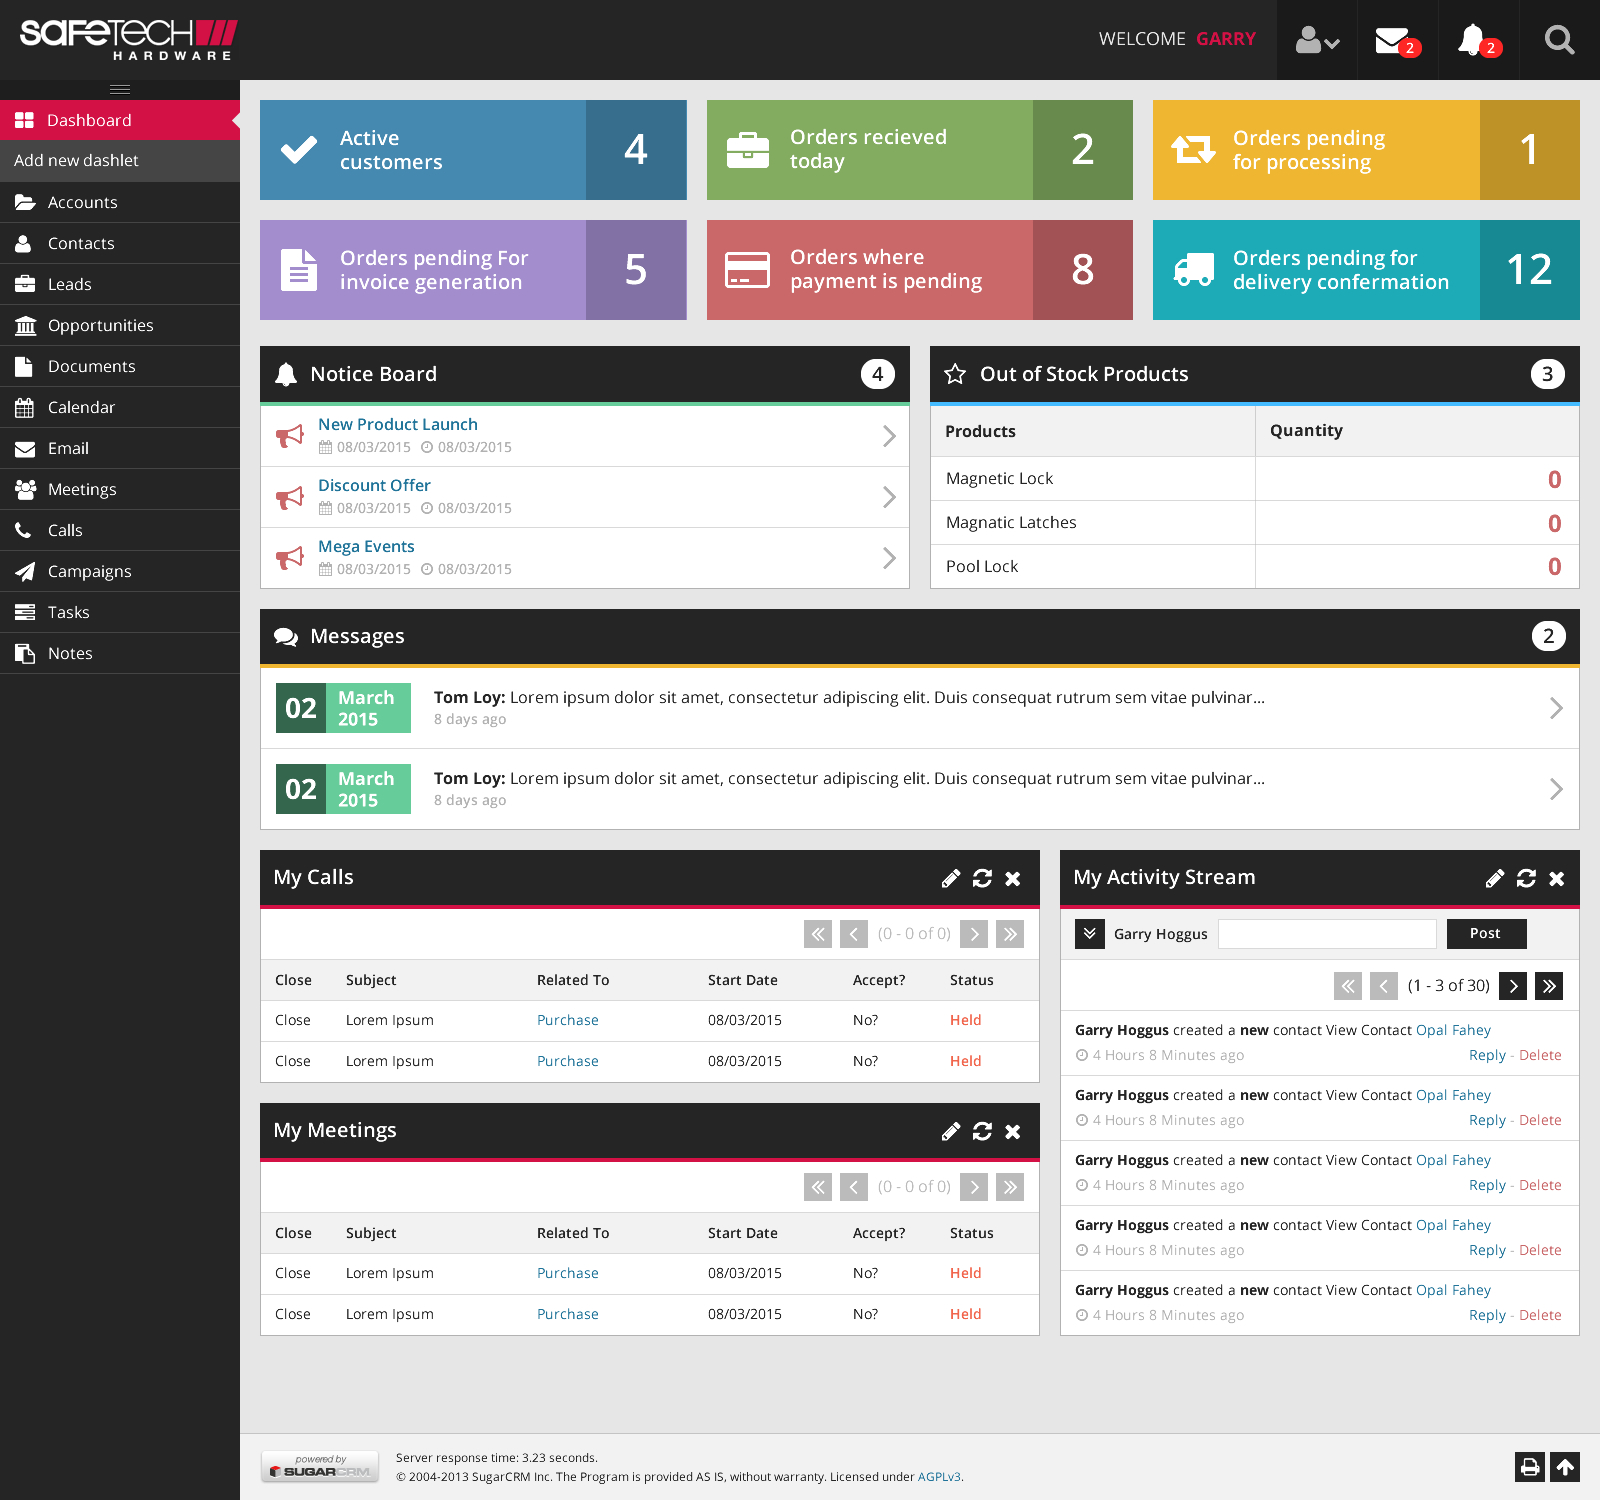 SAFETECH
HARDWARE
WELCOME GARRY
2
2
Dashboard
Add new dashlet
Accounts
Contacts
Leads
Opportunities
Documents
Calendar
Email
Meetings
Calls
Campaigns
Tasks
Notes
Active
customers
4
Orders recieved
today
2
Orders pending
for processing
1
Orders pending For
invoice generation
5
Orders where
payment is pending
8
Orders pending for
delivery confermation
12
Notice Board
4
New Product Launch
08/03/2015 08/03/2015
Discount Offer
08/03/2015 08/03/2015
Mega Events
08/03/2015 08/03/2015
Out of Stock Products
3
Products Quantity
Magnetic Lock 0
Magnatic Latches 0
Pool Lock 0
Messages
2
02 March 2015
Tom Loy: Lorem ipsum dolor sit amet, consectetur adipiscing elit. Duis consequat rutrum sem vitae pulvinar...
8 days ago
02 March 2015
Tom Loy: Lorem ipsum dolor sit amet, consectetur adipiscing elit. Duis consequat rutrum sem vitae pulvinar...
8 days ago
My Calls
(0 - 0 of 0)
Close Subject Related To Start Date Accept? Status
Close Lorem Ipsum Purchase 08/03/2015 No? Held
Close Lorem Ipsum Purchase 08/03/2015 No? Held
My Meetings
(0 - 0 of 0)
Close Subject Related To Start Date Accept? Status
Close Lorem Ipsum Purchase 08/03/2015 No? Held
Close Lorem Ipsum Purchase 08/03/2015 No? Held
My Activity Stream
Garry Hoggus Post
(1 - 3 of 30)
Garry Hoggus created a new contact View Contact Opal Fahey
4 Hours 8 Minutes ago Reply - Delete
Garry Hoggus created a new contact View Contact Opal Fahey
4 Hours 8 Minutes ago Reply - Delete
Garry Hoggus created a new contact View Contact Opal Fahey
4 Hours 8 Minutes ago Reply - Delete
Garry Hoggus created a new contact View Contact Opal Fahey
4 Hours 8 Minutes ago Reply - Delete
Garry Hoggus created a new contact View Contact Opal Fahey
4 Hours 8 Minutes ago Reply - Delete
powered by
SUGARCRM
Server response time: 3.23 seconds.
© 2004-2013 SugarCRM Inc. The Program is provided AS IS, without warranty. Licensed under AGPLv3.